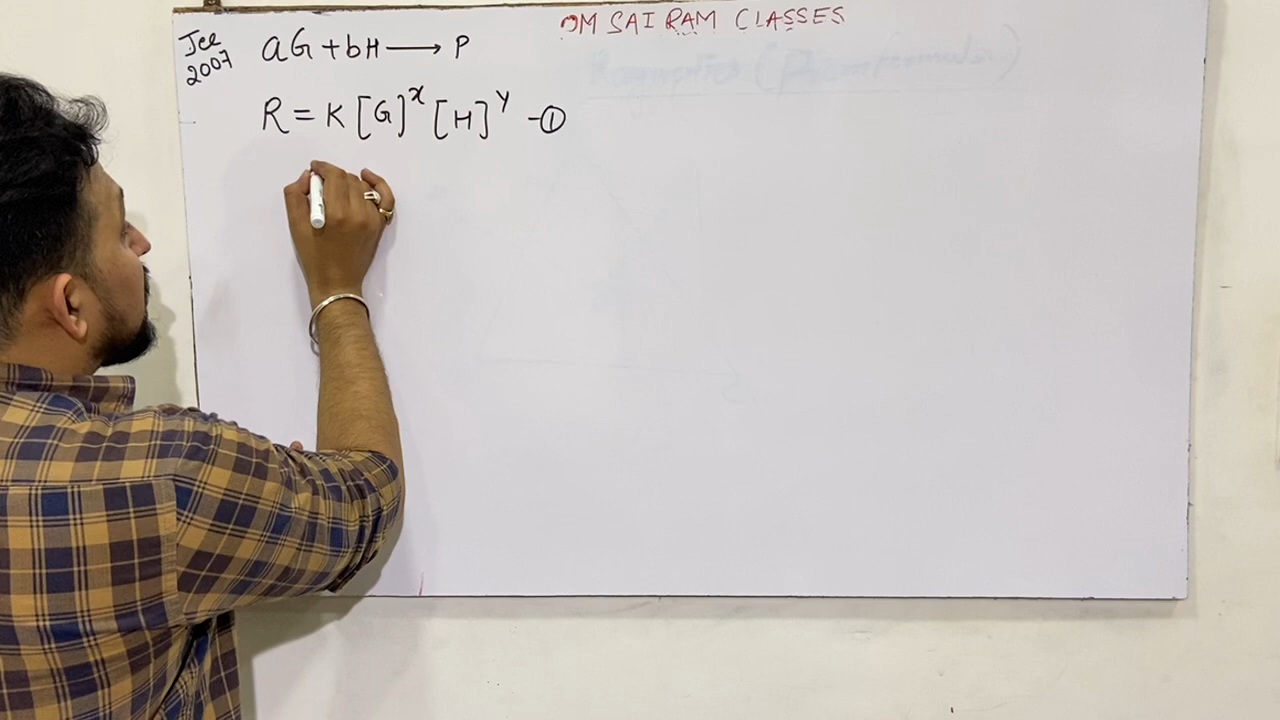 OM SAI RAM CLASSES
Jee
2007
aG + bH ⟶ P
R = K [G]^x [H]^y -①